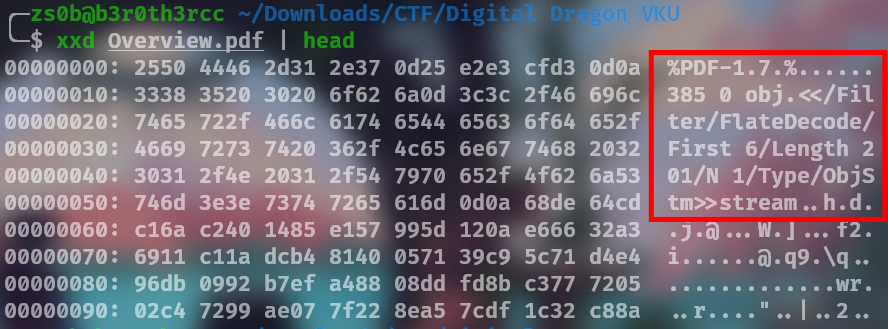 ┌──zs0b@b3r0th3rcc ~/Downloads/CTF/Digital Dragon VKU
└─$ xxd Overview.pdf | head
00000000: 2550 4446 2d31 2e37 0d25 e2e3 cfd3 0d0a  %PDF-1.7.%......
00000010: 3338 3520 3020 6f62 6a0d 3c3c 2f46 696c  385 0 obj.<</Fil
00000020: 7465 722f 466c 6174 6544 6563 6f64 652f  ter/FlateDecode/
00000030: 4669 7273 7420 362f 4c65 6e67 7468 2032  First 6/Length 2
00000040: 3031 2f4e 2031 2f54 7970 652f 4f62 6a53  01/N 1/Type/ObjS
00000050: 746d 3e3e 7374 7265 616d 0d0a 68de 64cd  tm>>stream..h.d.
00000060: c16a c240 1485 e157 995d 120a e666 32a3  .j.@...W.]...f2.
00000070: 6911 c11a dcb4 8140 0571 39c9 5c71 d4e4  i......@.q9.\q..
00000080: 96db 0992 b7ef a488 08dd fd8b c377 7205  .............wr.
00000090: 02c4 7299 ae07 7f22 8ea5 7cdf 1c32 c88a  ..r...."..|..2..